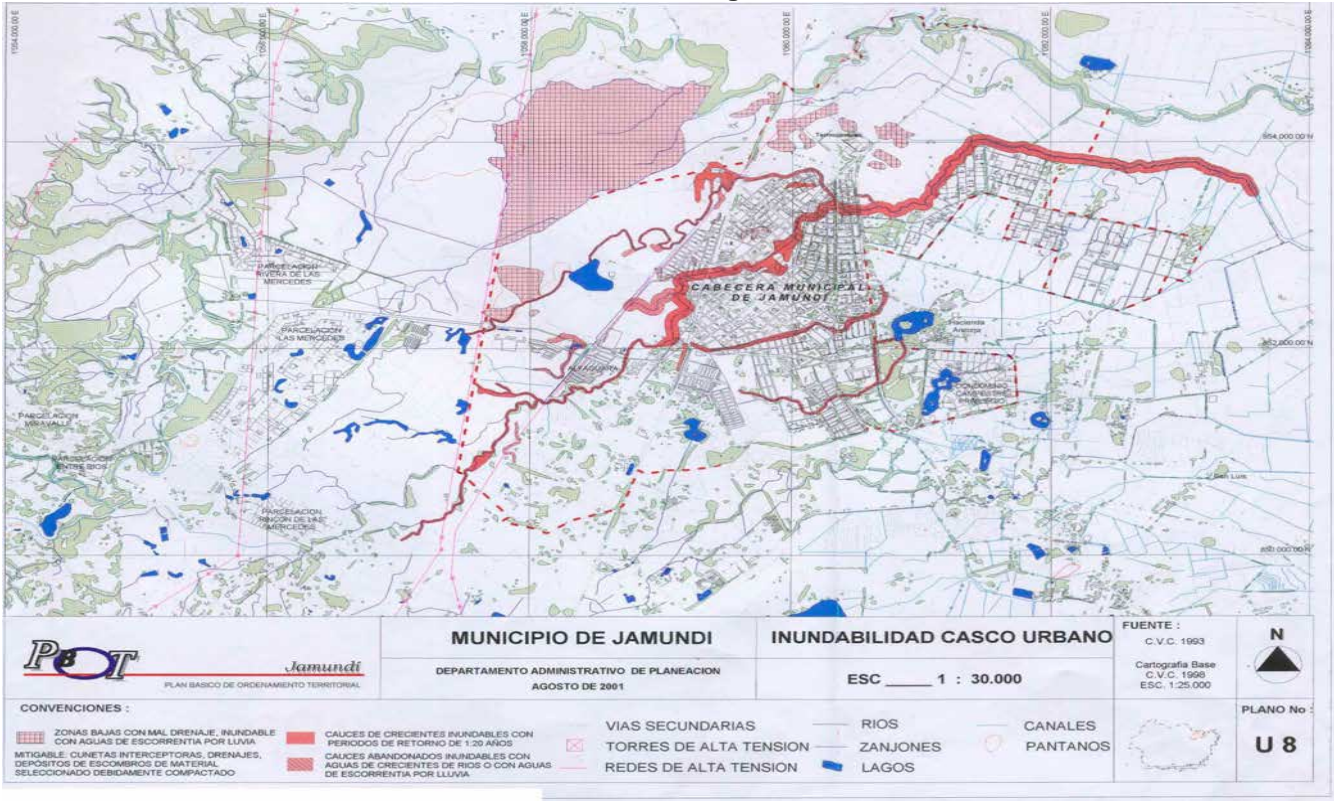 1'054.000.00 E
1'056.000.00 E
1'058.000.00 E
1'060.000.00 E
1'062.000.00 E
1'064.000.00 E
854.000.00 N
PARCELACION
RIVERA DE LAS
MERCEDES
CABECERA MUNICIPAL
DE JAMUNDI
PARCELACION
LAS MERCEDES
Hacienda
852.000.00 N
ALFAGUARA
CONDOMINIO
CAMPESTRE
PARCELACION
MIRAVALLE
PARCELACION
ENTRE RIOS
San Luis
PARCELACION
RINCON DE LAS
MERCEDES
850.000.00 N
PBOT
Jamundí
PLAN BASICO DE ORDENAMIENTO TERRITORIAL
MUNICIPIO DE JAMUNDI
DEPARTAMENTO ADMINISTRATIVO DE PLANEACION
AGOSTO DE 2001
INUNDABILIDAD CASCO URBANO
ESC _____ 1 : 30.000
FUENTE :
C.V.C. 1993
Cartografia Base
C.V.C. 1998
ESC. 1:25.000
N
CONVENCIONES :
ZONAS BAJAS CON MAL DRENAJE, INUNDABLE
CON AGUAS DE ESCORRENTIA POR LLUVIA
MITIGABLE: CUNETAS INTERCEPTORAS, DRENAJES,
DEPÓSITOS DE ESCOMBROS DE MATERIAL
SELECCIONADO DEBIDAMENTE COMPACTADO
CAUCES DE CRECIENTES INUNDABLES CON
PERIODOS DE RETORNO DE 1:20 AÑOS
CAUCES ABANDONADOS INUNDABLES CON
AGUAS DE CRECIENTES DE RIOS O CON AGUAS
DE ESCORRENTIA POR LLUVIA
VIAS SECUNDARIAS
TORRES DE ALTA TENSION
REDES DE ALTA TENSION
RIOS
ZANJONES
LAGOS
CANALES
PANTANOS
PLANO No :
U 8